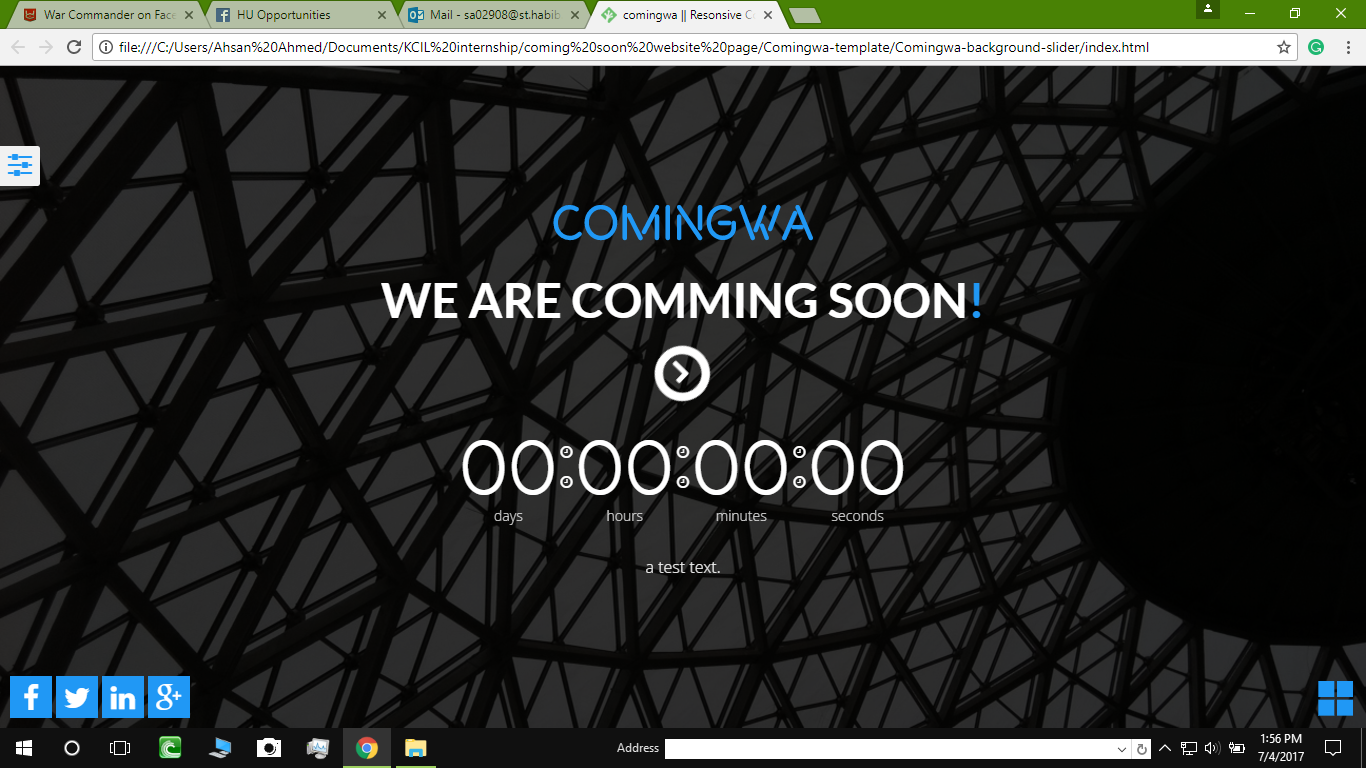 War Commander on Face
HU Opportunities
Mail - sa02908@st.habib
comingwa || Resonsive C
file:///C:/Users/Ahsan%20Ahmed/Documents/KCIL%20internship/coming%20soon%20website%20page/Comingwa-template/Comingwa-background-slider/index.html
COMINGWA
WE ARE COMMING SOON!
00:00:00:00
days hours minutes seconds
a test text.
Address
1:56 PM
7/4/2017